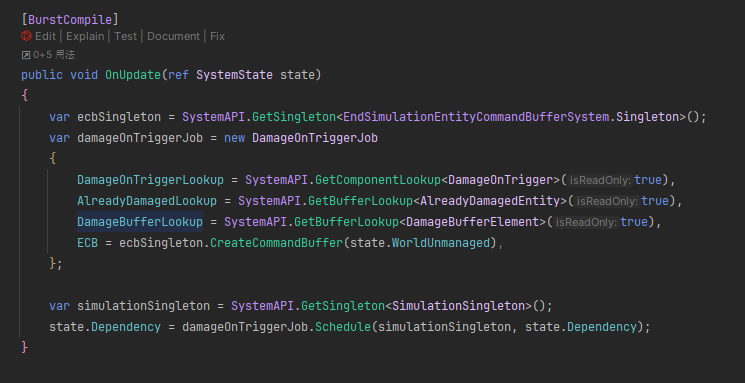 [BurstCompile]
Edit | Explain | Test | Document | Fix
0+5 用法
public void OnUpdate(ref SystemState state)
{
    var ecbSingleton = SystemAPI.GetSingleton<EndSimulationEntityCommandBufferSystem.Singleton>();
    var damageOnTriggerJob = new DamageOnTriggerJob
    {
        DamageOnTriggerLookup = SystemAPI.GetComponentLookup<DamageOnTrigger>(isReadOnly:true),
        AlreadyDamagedLookup = SystemAPI.GetBufferLookup<AlreadyDamagedEntity>(isReadOnly:true),
        DamageBufferLookup = SystemAPI.GetBufferLookup<DamageBufferElement>(isReadOnly:true),
        ECB = ecbSingleton.CreateCommandBuffer(state.WorldUnmanaged),
    };
    var simulationSingleton = SystemAPI.GetSingleton<SimulationSingleton>();
    state.Dependency = damageOnTriggerJob.Schedule(simulationSingleton, state.Dependency);
}